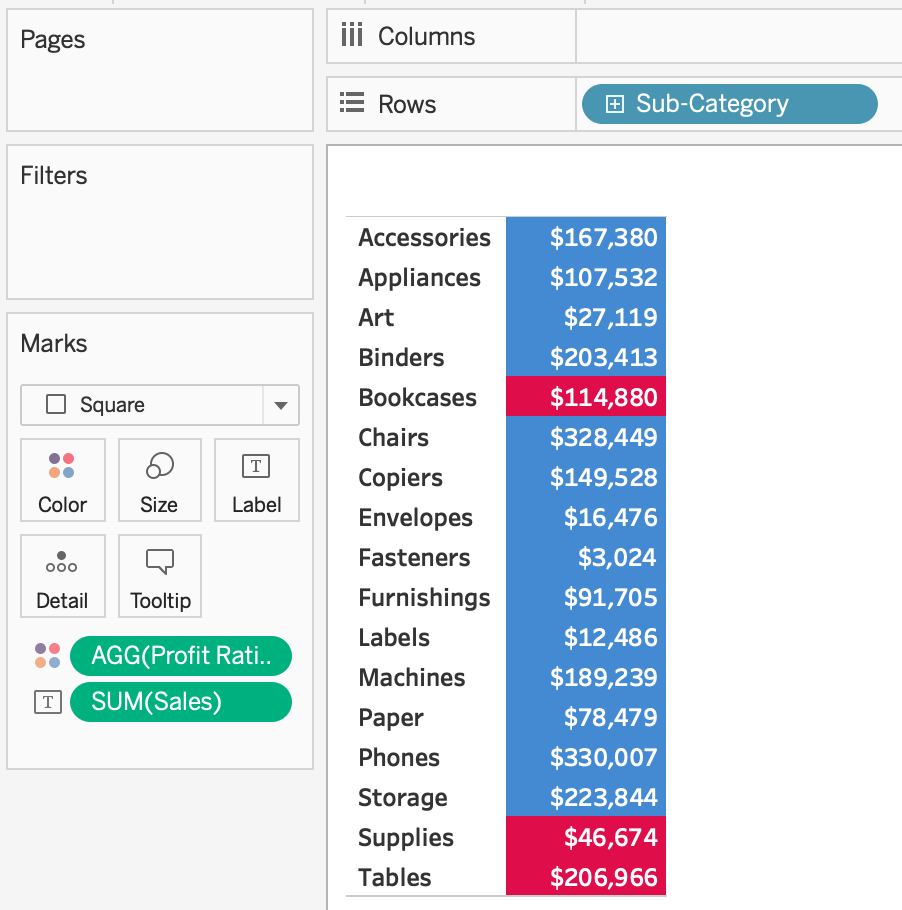 Pages
Columns
Rows
Sub-Category
Filters
Marks
Square
Color
Size
T
Label
Detail
Tooltip
AGG(Profit Rati..
T
SUM(Sales)
Accessories $167,380
Appliances $107,532
Art $27,119
Binders $203,413
Bookcases $114,880
Chairs $328,449
Copiers $149,528
Envelopes $16,476
Fasteners $3,024
Furnishings $91,705
Labels $12,486
Machines $189,239
Paper $78,479
Phones $330,007
Storage $223,844
Supplies $46,674
Tables $206,966